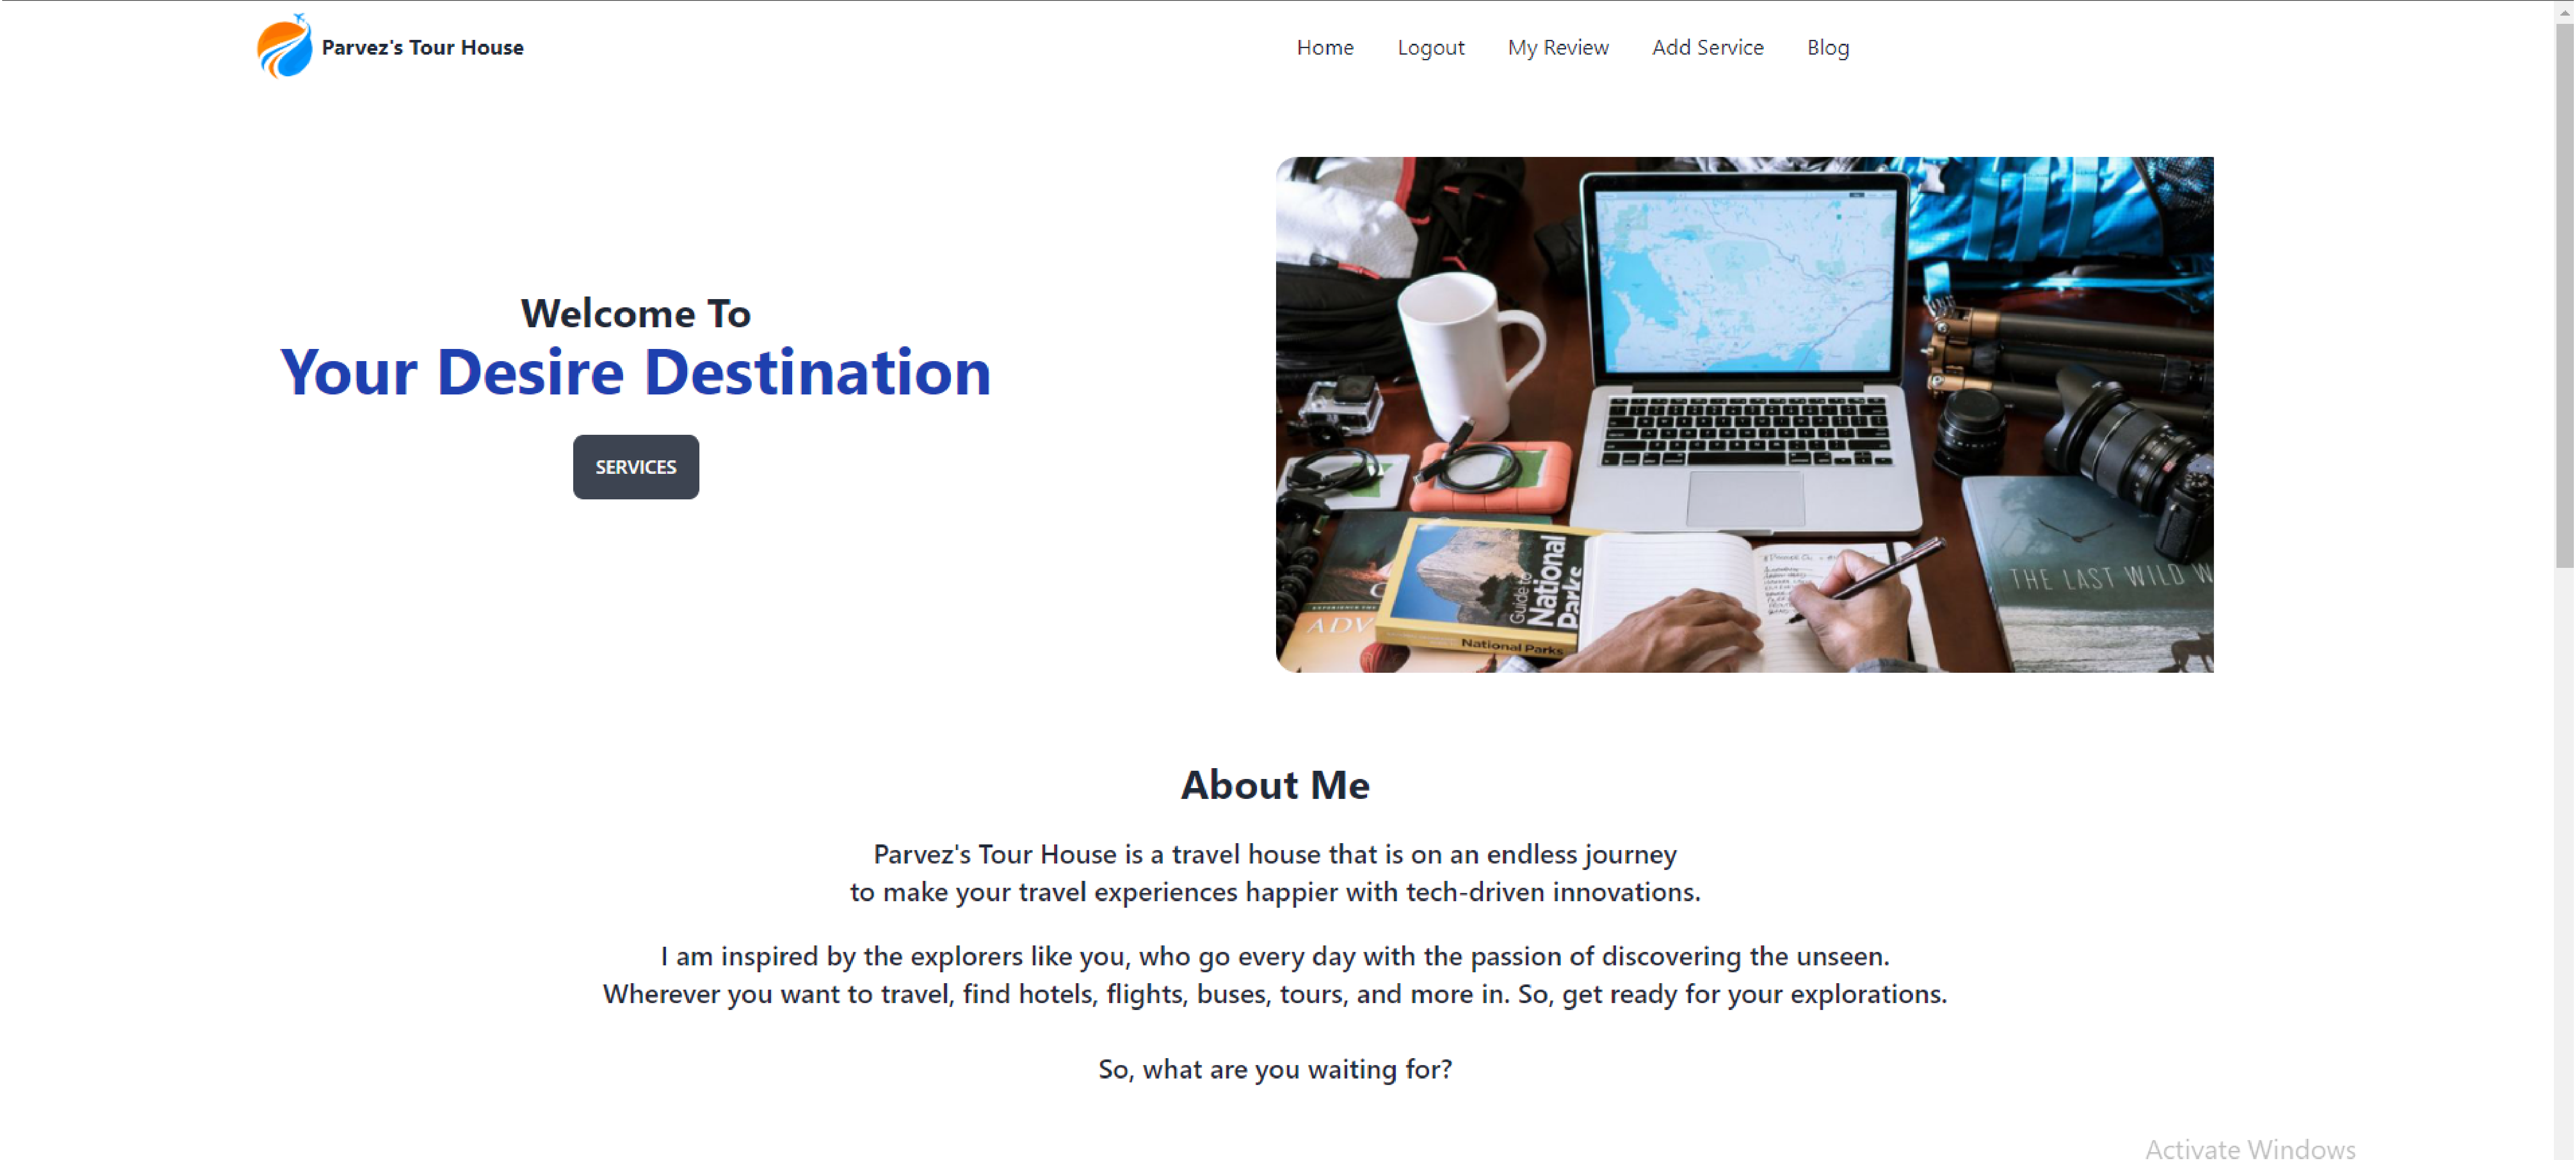 Parvez's Tour House
Home Logout My Review Add Service Blog
Welcome To
Your Desire Destination
SERVICES
Guide to
National
Parks
National Parks
ADV
THE LAST WILD W
About Me
Parvez's Tour House is a travel house that is on an endless journey
to make your travel experiences happier with tech-driven innovations.
I am inspired by the explorers like you, who go every day with the passion of discovering the unseen.
Wherever you want to travel, find hotels, flights, buses, tours, and more in. So, get ready for your explorations.
So, what are you waiting for?
Activate Windows